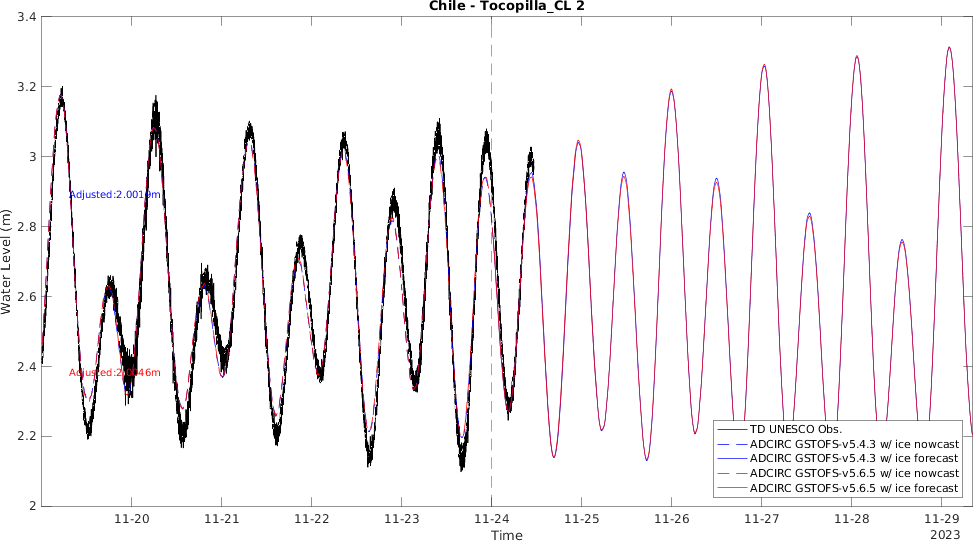 Chile - Tocopilla_CL 2
3.4
3.2
3
2.8
2.6
2.4
2.2
2
Water Level (m)
Adjusted:2.0019m
Adjusted:2.0046m
TD UNESCO Obs.
ADCIRC GSTOFS-v5.4.3 w/ ice nowcast
ADCIRC GSTOFS-v5.4.3 w/ ice forecast
ADCIRC GSTOFS-v5.6.5 w/ ice nowcast
ADCIRC GSTOFS-v5.6.5 w/ ice forecast
11-20 11-21 11-22 11-23 11-24 11-25 11-26 11-27 11-28 11-29
Time
2023